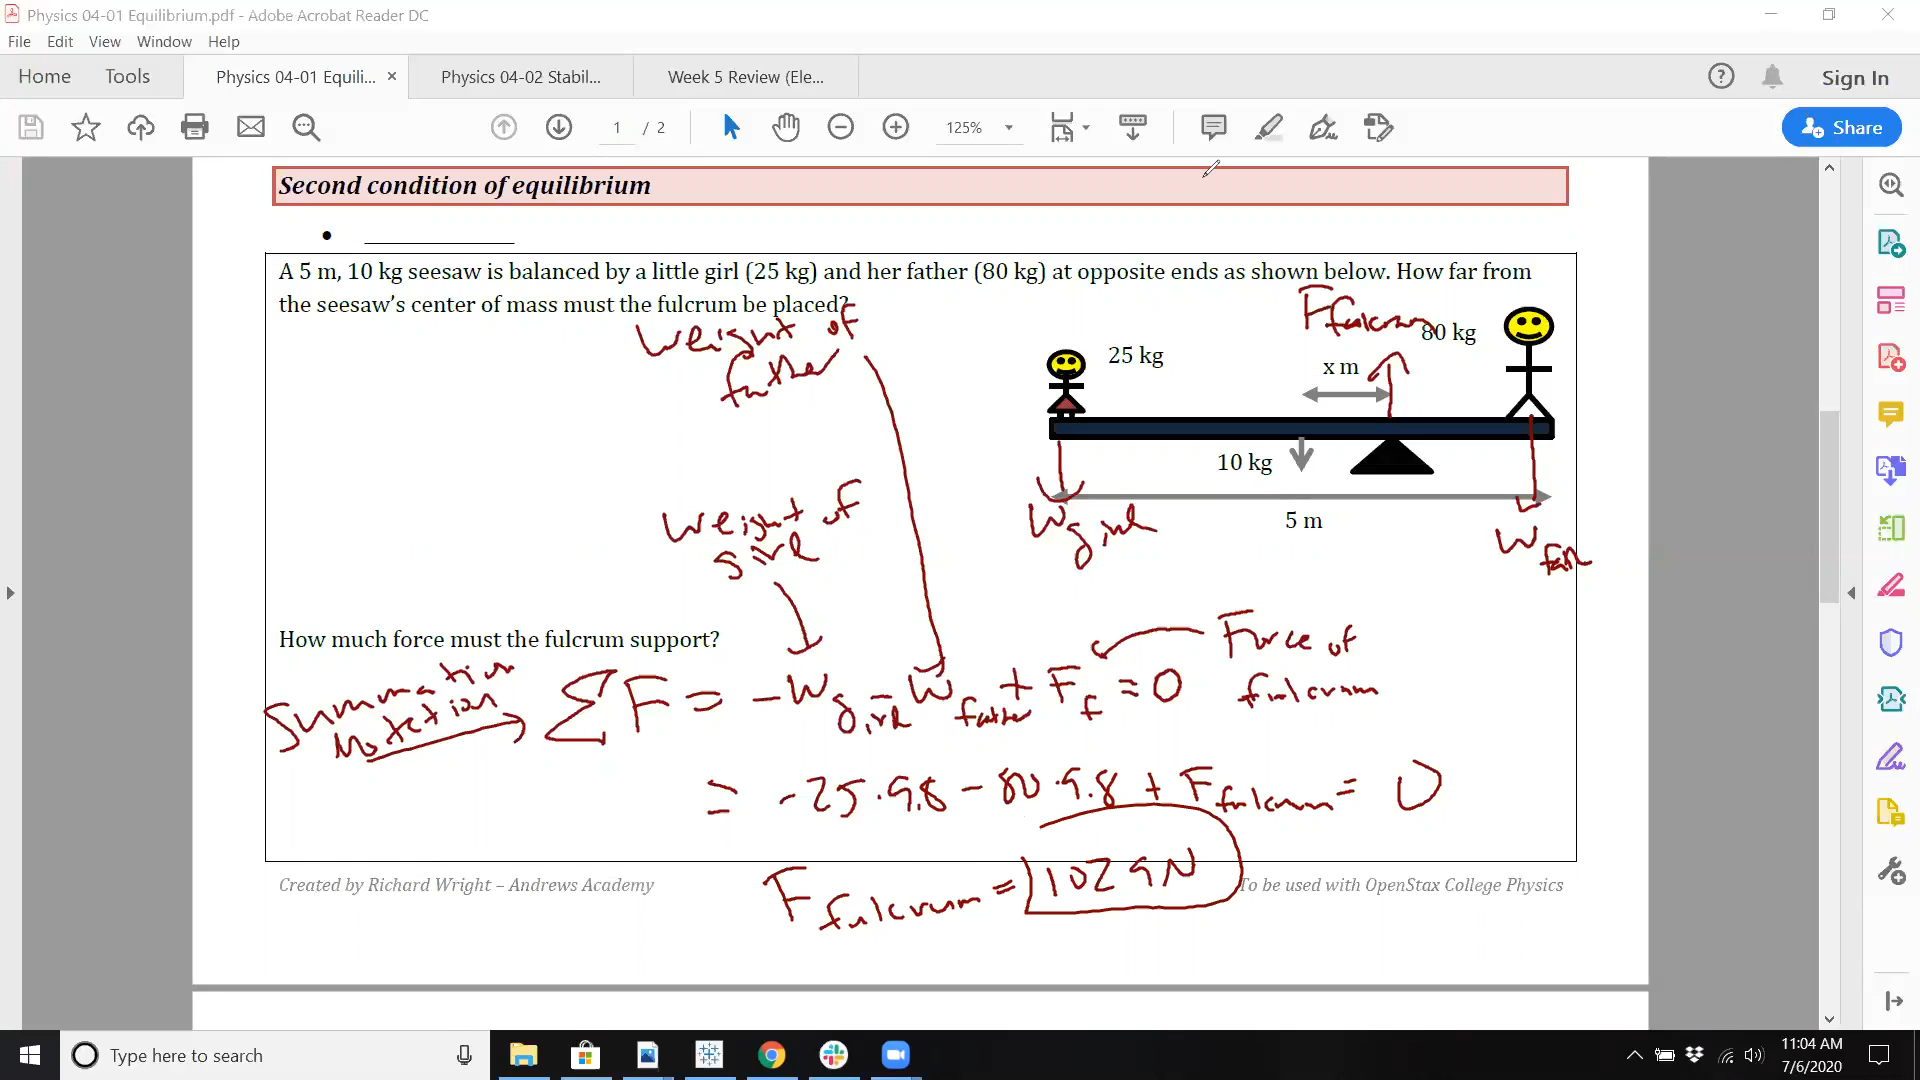 Physics 04-01 Equilibrium.pdf - Adobe Acrobat Reader DC
File Edit View Window Help
Home Tools Physics 04-01 Equili... × Physics 04-02 Stabil... Week 5 Review (Ele... Sign In
1 / 2 125% Share
Second condition of equilibrium
A 5 m, 10 kg seesaw is balanced by a little girl (25 kg) and her father (80 kg) at opposite ends as shown below. How far from
the seesaw's center of mass must the fulcrum be placed?
Weight of
father
F fulcrum
80 kg
25 kg
x m
10 kg
5 m
W girl
W fath
Weight of
girl
How much force must the fulcrum support?
Force of
fulcrum
Summation
Notation
∑F = -W girl - W father + F f = 0
= -25·9.8 - 80·9.8 + F fulcrum = 0
F fulcrum = 1029N
Created by Richard Wright – Andrews Academy
To be used with OpenStax College Physics
Type here to search
11:04 AM
7/6/2020